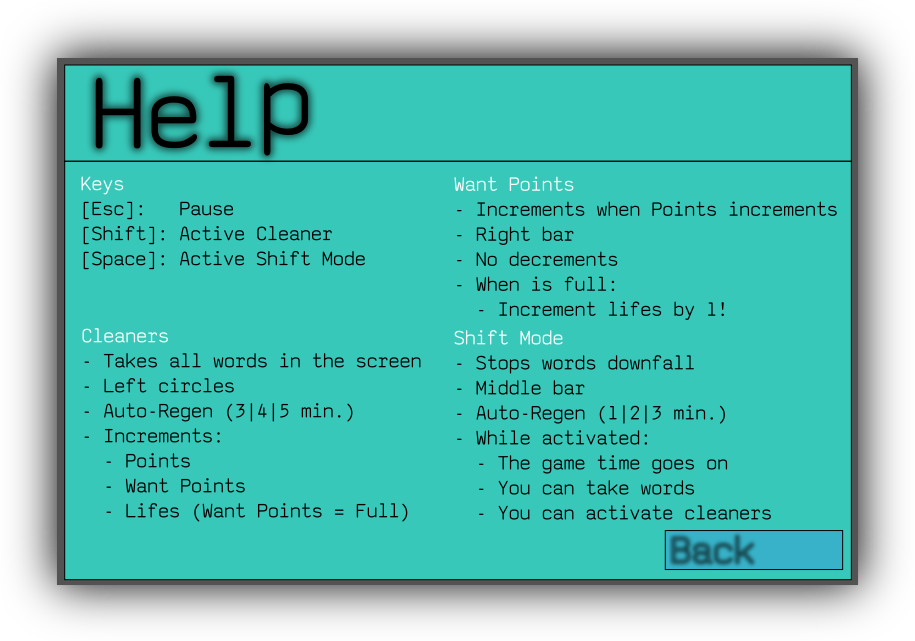 Help
Keys
[Esc]: Pause
[Shift]: Active Cleaner
[Space]: Active Shift Mode
Cleaners
- Takes all words in the screen
- Left circles
- Auto-Regen (3|4|5 min.)
- Increments:
- Points
- Want Points
- Lifes (Want Points = Full)
Want Points
- Increments when Points increments
- Right bar
- No decrements
- When is full:
- Increment lifes by 1!
Shift Mode
- Stops words downfall
- Middle bar
- Auto-Regen (1|2|3 min.)
- While activated:
- The game time goes on
- You can take words
- You can activate cleaners
Back